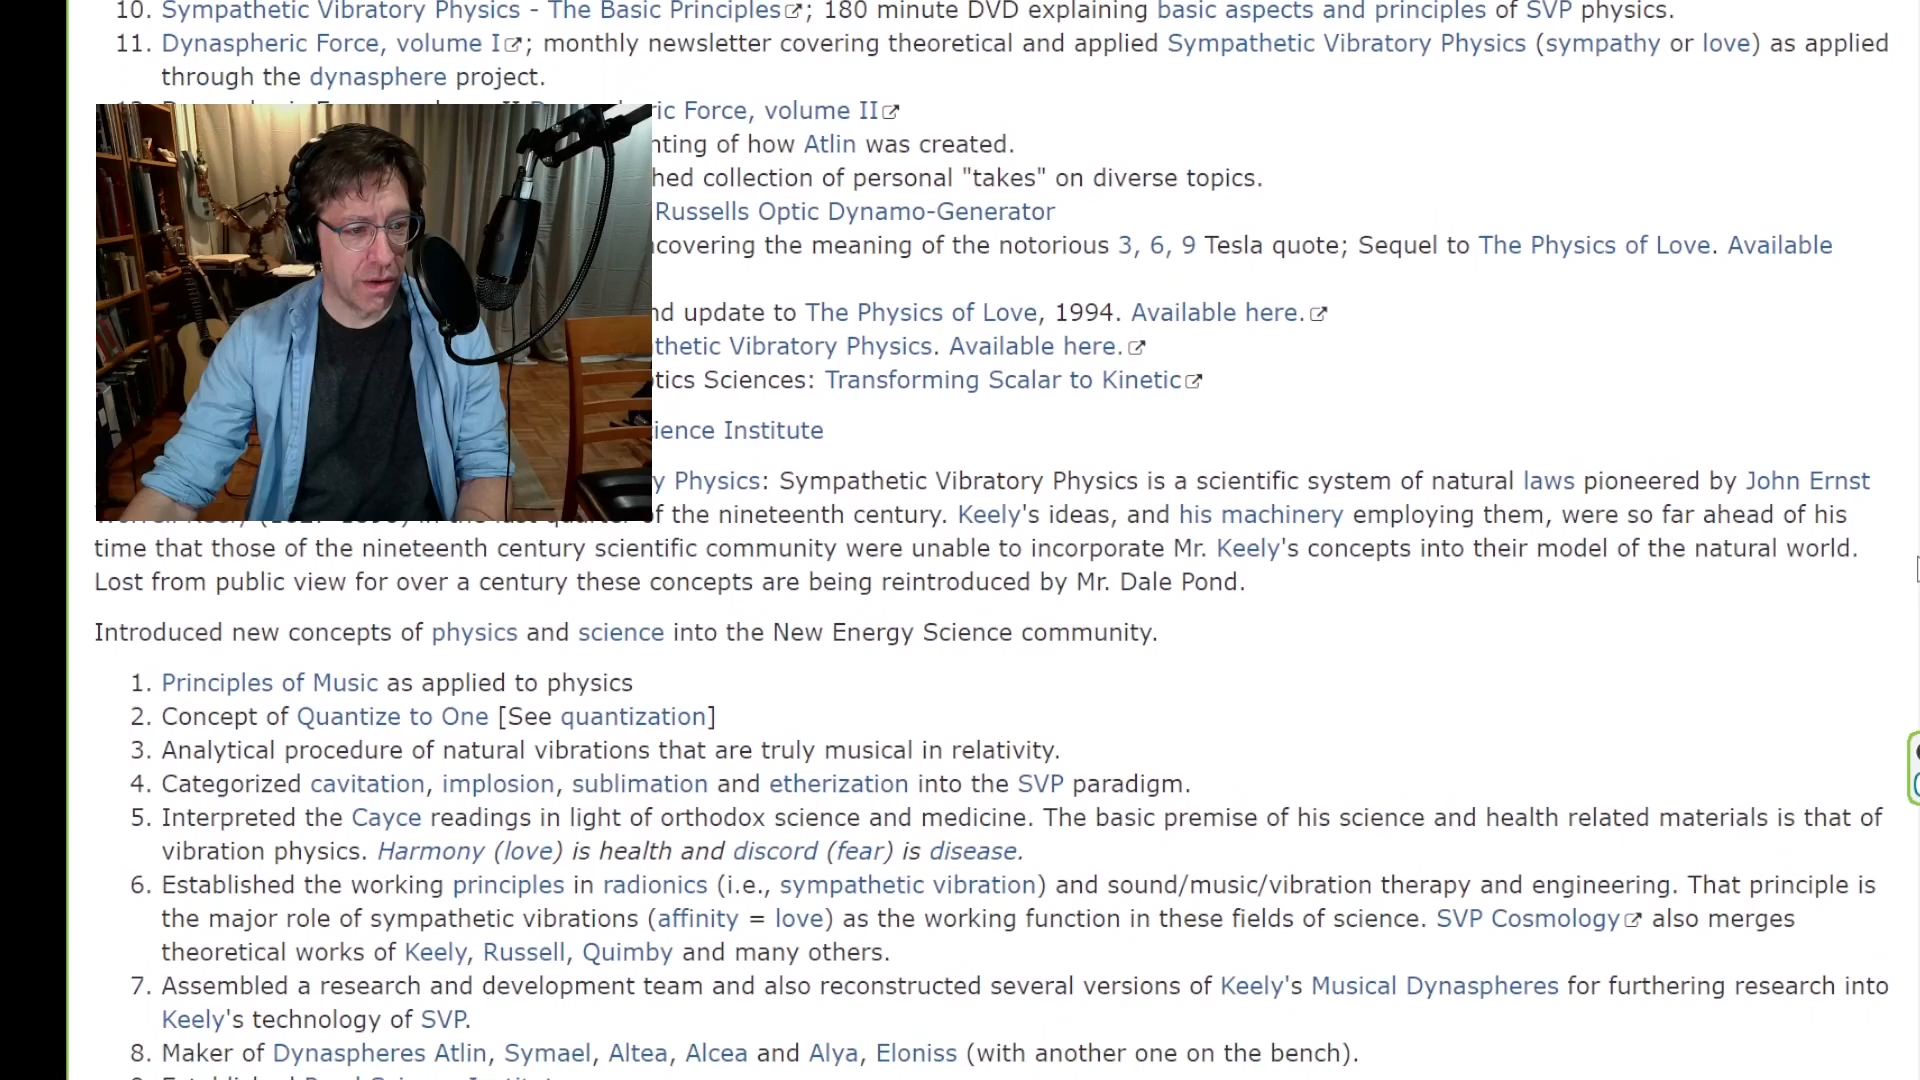 10. Sympathetic Vibratory Physics - The Basic Principles; 180 minute DVD explaining basic aspects and principles of SVP physics.
11. Dynaspheric Force, volume I; monthly newsletter covering theoretical and applied Sympathetic Vibratory Physics (sympathy or love) as applied
through the dynasphere project.
Force, volume II
of how Atlin was created.
collection of personal "takes" on diverse topics.
Russells Optic Dynamo-Generator
the meaning of the notorious 3, 6, 9 Tesla quote; Sequel to The Physics of Love. Available
update to The Physics of Love, 1994. Available here.
Vibratory Physics. Available here.
Sciences: Transforming Scalar to Kinetic
Institute
Physics: Sympathetic Vibratory Physics is a scientific system of natural laws pioneered by John Ernst
of the nineteenth century. Keely's ideas, and his machinery employing them, were so far ahead of his
time that those of the nineteenth century scientific community were unable to incorporate Mr. Keely's concepts into their model of the natural world.
Lost from public view for over a century these concepts are being reintroduced by Mr. Dale Pond.
Introduced new concepts of physics and science into the New Energy Science community.
1. Principles of Music as applied to physics
2. Concept of Quantize to One [See quantization]
3. Analytical procedure of natural vibrations that are truly musical in relativity.
4. Categorized cavitation, implosion, sublimation and etherization into the SVP paradigm.
5. Interpreted the Cayce readings in light of orthodox science and medicine. The basic premise of his science and health related materials is that of
vibration physics. Harmony (love) is health and discord (fear) is disease.
6. Established the working principles in radionics (i.e., sympathetic vibration) and sound/music/vibration therapy and engineering. That principle is
the major role of sympathetic vibrations (affinity = love) as the working function in these fields of science. SVP Cosmology also merges
theoretical works of Keely, Russell, Quimby and many others.
7. Assembled a research and development team and also reconstructed several versions of Keely's Musical Dynaspheres for furthering research into
Keely's technology of SVP.
8. Maker of Dynaspheres Atlin, Symael, Altea, Alcea and Alya, Eloniss (with another one on the bench).